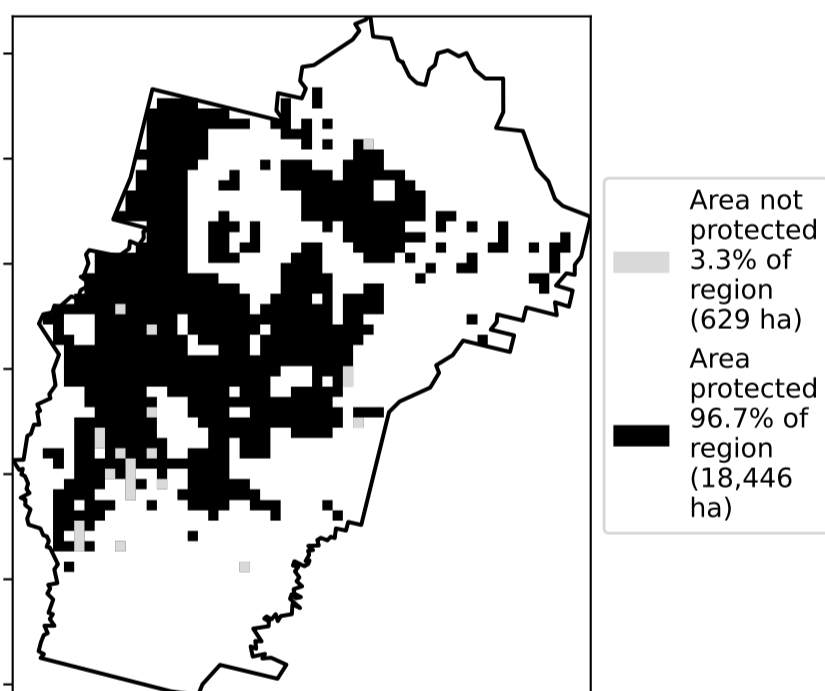 Area not
protected
3.3% of
region
(629 ha)
Area
protected
96.7% of
region
(18,446
ha)